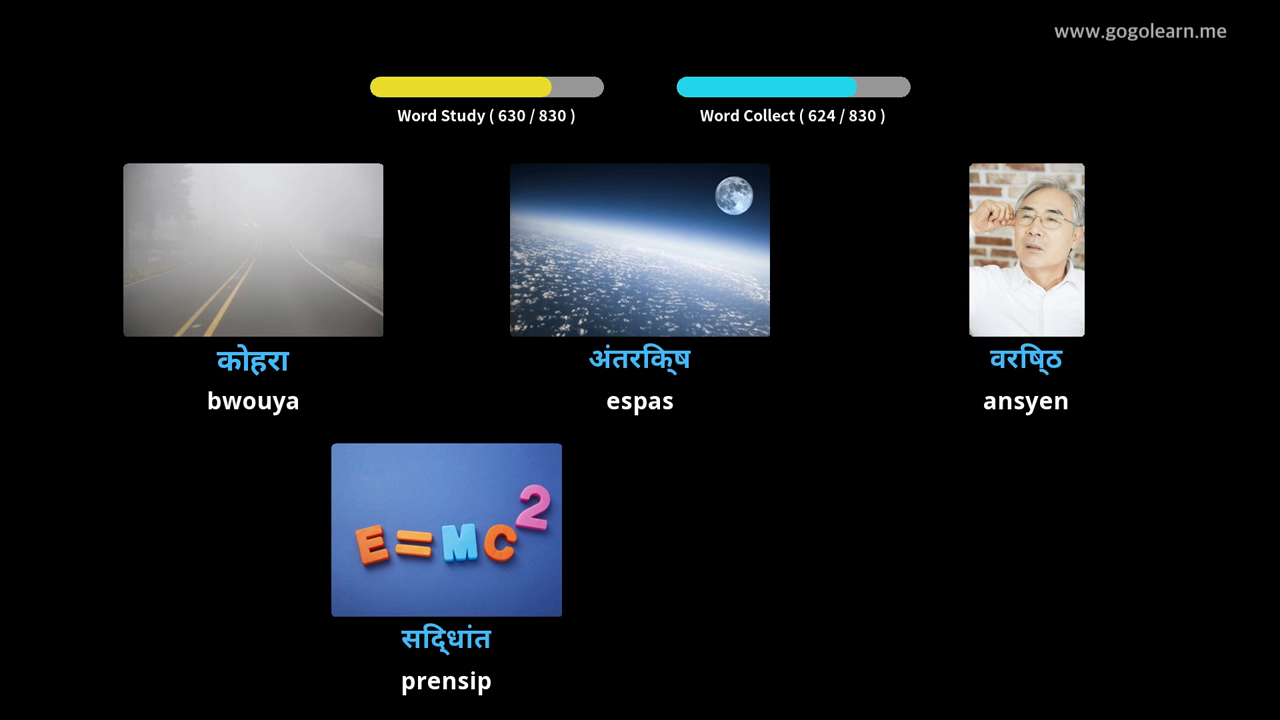 www.gogolearn.me
Word Study ( 630 / 830 )
Word Collect ( 624 / 830 )
कोहरा
अंतरिक्ष
वरिष्ठ
bwouya
espas
ansyen
E=MC2
सिद्धांत
prensip